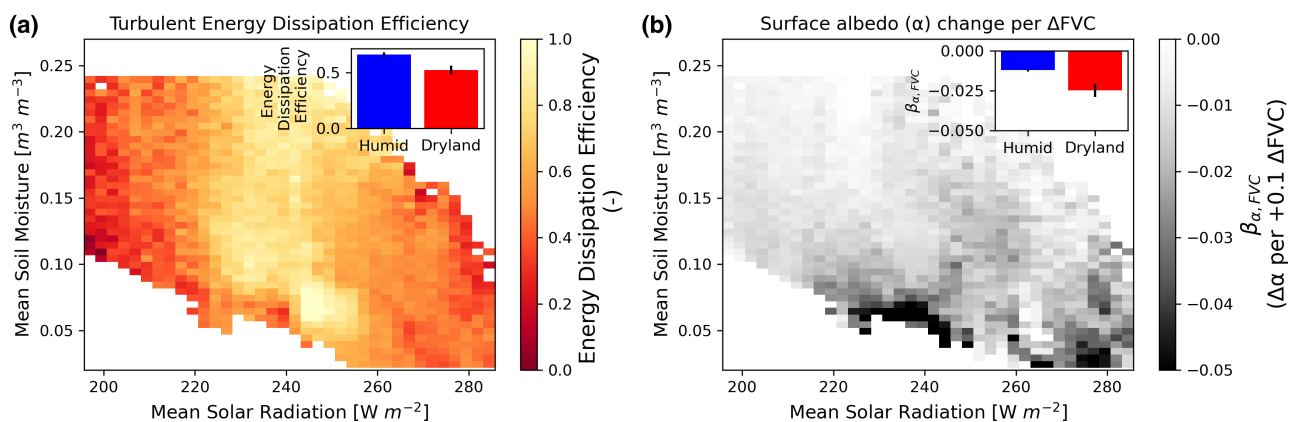 (a)
Turbulent Energy Dissipation Efficiency
Mean Soil Moisture [m³ m⁻³]
0.25
0.20
0.15
0.10
0.05
200
220
240
260
280
Mean Solar Radiation [W m⁻²]
Energy
Dissipation
Efficiency
0.5
0.0
Humid
Dryland
1.0
0.8
0.6
0.4
0.2
0.0
Energy Dissipation Efficiency
(-)
(b)
Surface albedo (α) change per ΔFVC
Mean Soil Moisture [m³ m⁻³]
0.25
0.20
0.15
0.10
0.05
200
220
240
260
280
Mean Solar Radiation [W m⁻²]
βα, FVC
0.000
−0.025
−0.050
Humid
Dryland
0.00
−0.01
−0.02
−0.03
−0.04
−0.05
βα, FVC
(Δα per +0.1 ΔFVC)